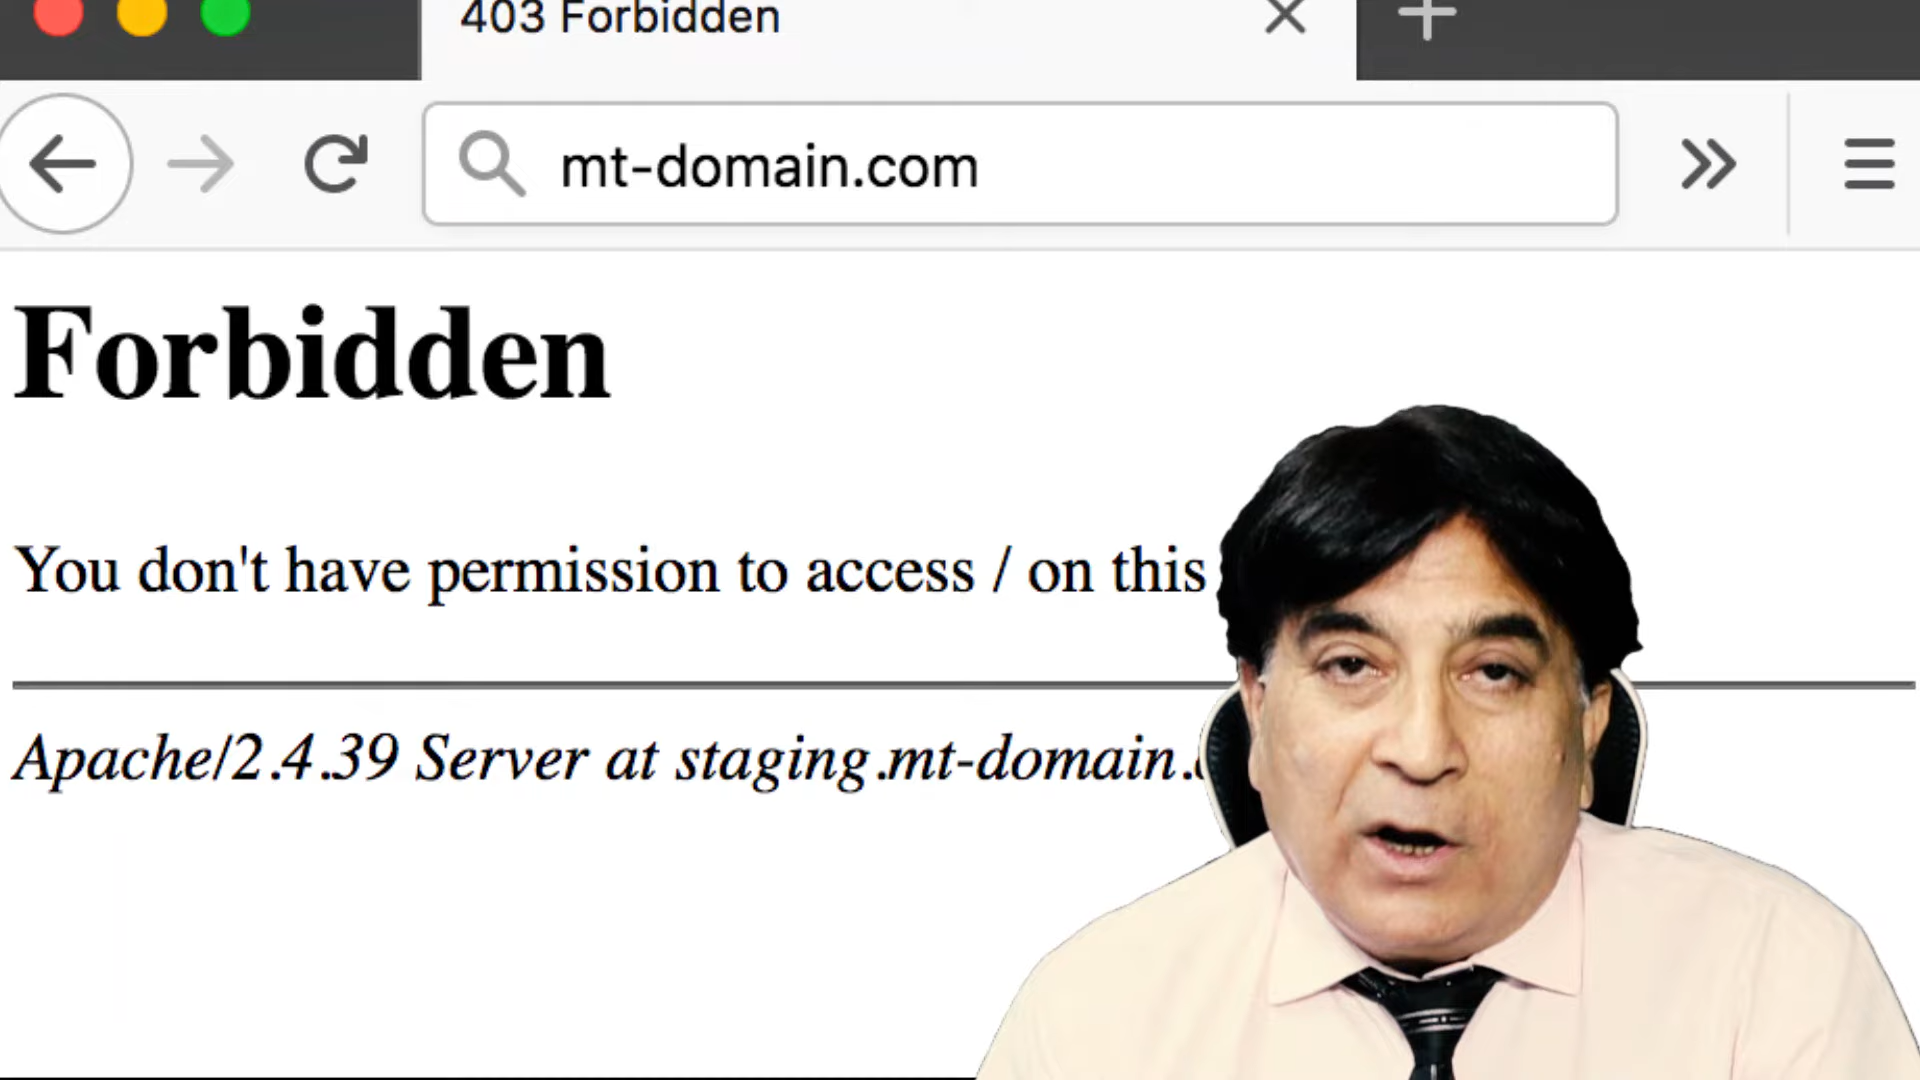 403 Forbidden
mt-domain.com
Forbidden
You don't have permission to access / on this
Apache/2.4.39 Server at staging.mt-domain.